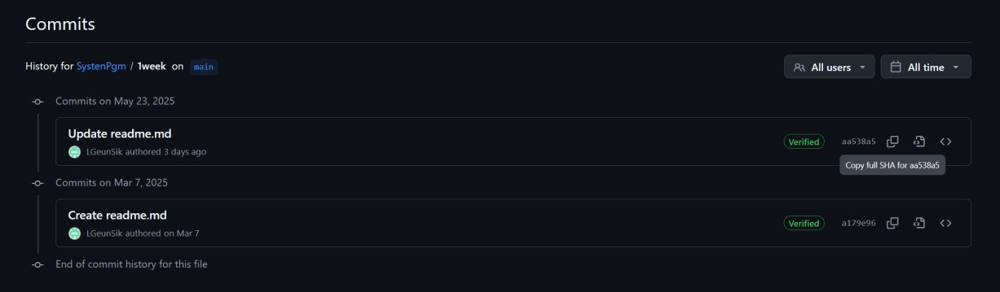 Commits
History for SystenPgm / 1week on main
All users
All time
Commits on May 23, 2025
Update readme.md
LGeunSik authored 3 days ago
Verified
aa538a5
Copy full SHA for aa538a5
Commits on Mar 7, 2025
Create readme.md
LGeunSik authored on Mar 7
Verified
a179e96
End of commit history for this file